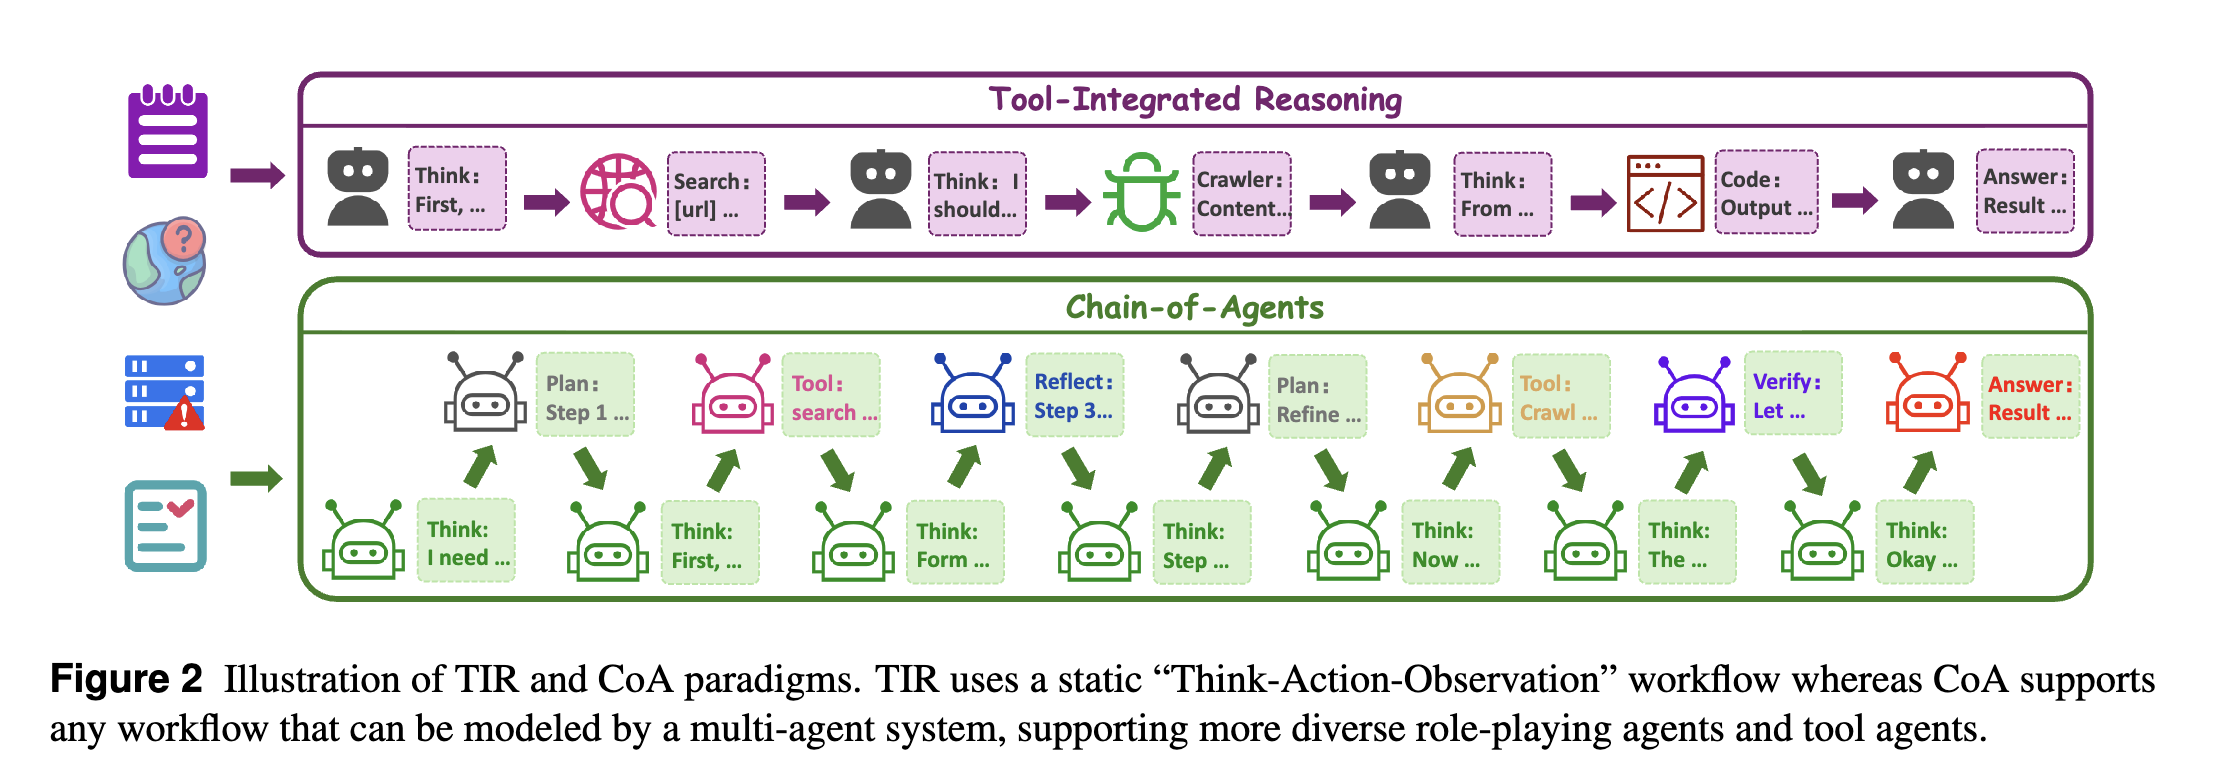 Tool-Integrated Reasoning
Think:
First, ...
Search:
[url] ...
Think: I
should...
Crawler:
Content...
Think:
From ...
Code:
Output ...
Answer:
Result ...
?
</>
!
Chain-of-Agents
Plan:
Step 1 ...
Tool:
search ...
Reflect:
Step 3...
Plan:
Refine ...
Tool:
Crawl ...
Verify:
Let ...
Answer:
Result ...
Think:
I need ...
Think:
First, ...
Think:
Form ...
Think:
Step ...
Think:
Now ...
Think:
The ...
Think:
Okay ...
Figure 2 Illustration of TIR and CoA paradigms. TIR uses a static “Think-Action-Observation” workflow whereas CoA supports
any workflow that can be modeled by a multi-agent system, supporting more diverse role-playing agents and tool agents.